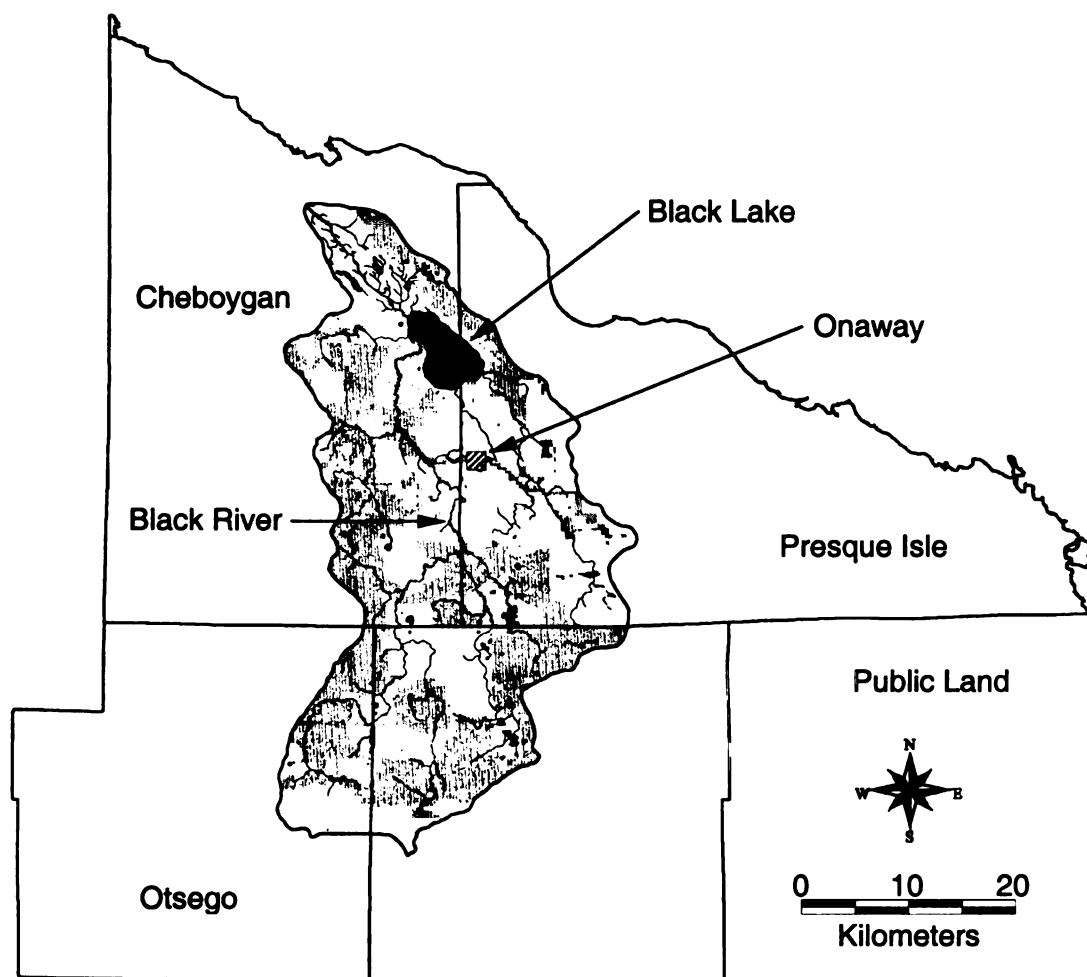 Black Lake
Cheboygan
Onaway
Black River
Presque Isle
Public Land
N
W E
S
Otsego
0 10 20
Kilometers